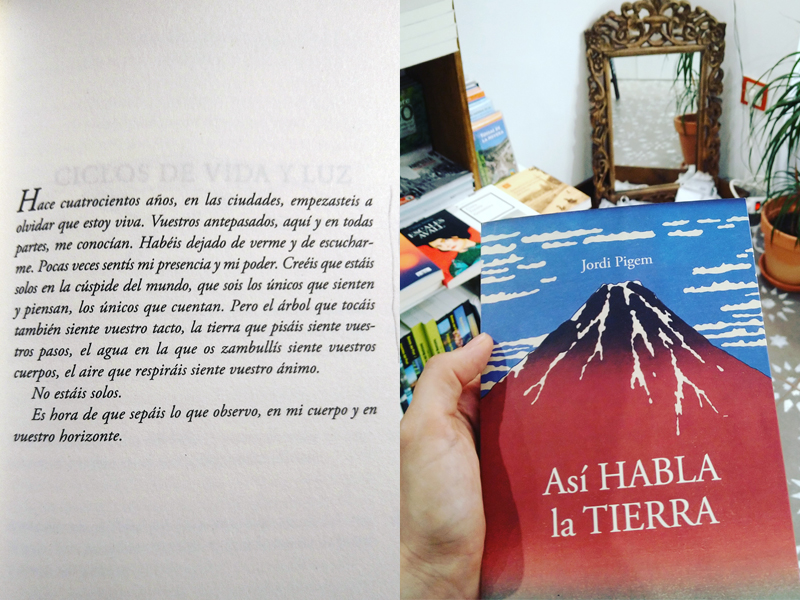 CICLOS DE VIDA Y LUZ
Hace cuatrocientos años, en las ciudades, empezasteis a
olvidar que estoy viva. Vuestros antepasados, aquí y en todas
partes, me conocían. Habéis dejado de verme y de escuchar-
me. Pocas veces sentís mi presencia y mi poder. Creéis que estáis
solos en la cúspide del mundo, que sois los únicos que sienten
y piensan, los únicos que cuentan. Pero el árbol que tocáis
también siente vuestro tacto, la tierra que pisáis siente vues-
tros pasos, el agua en la que os zambullís siente vuestros
cuerpos, el aire que respiráis siente vuestro ánimo.
No estáis solos.
Es hora de que sepáis lo que observo, en mi cuerpo y en
vuestro horizonte.
Jordi Pigem
Así HABLA
la TIERRA